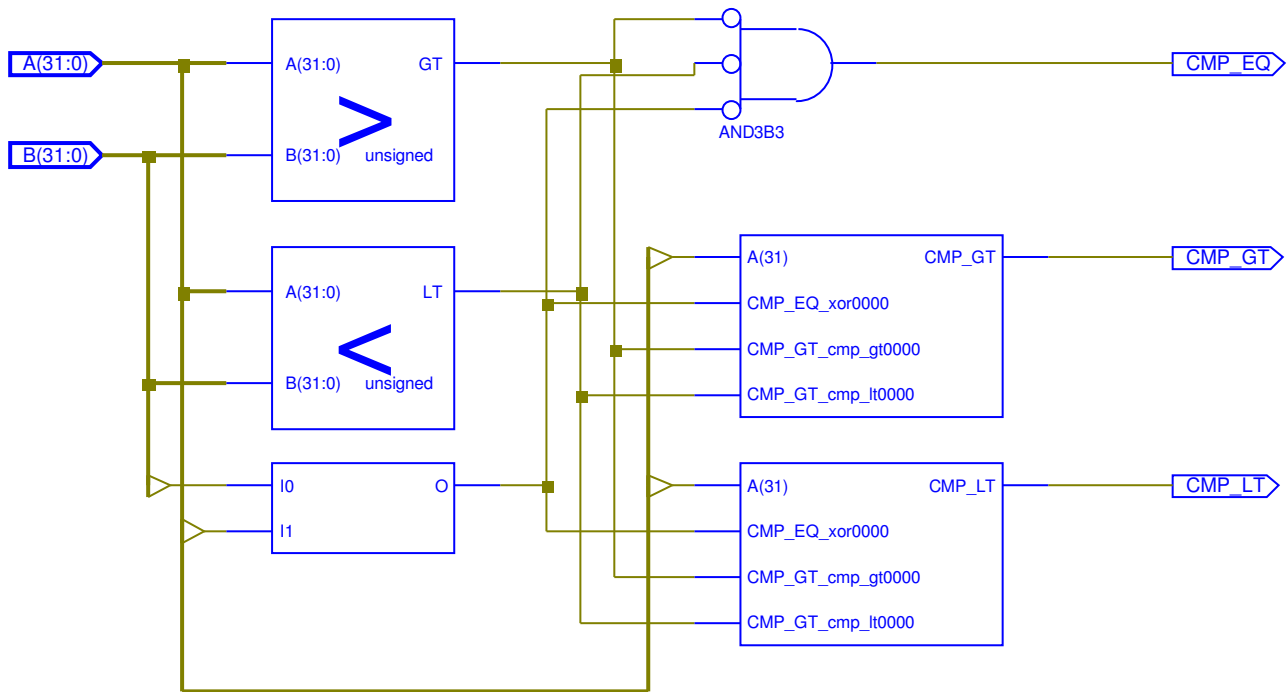 A(31:0)
B(31:0)
A(31:0)
GT
>
B(31:0)
unsigned
A(31:0)
LT
<
B(31:0)
unsigned
I0
O
I1
AND3B3
CMP_EQ
A(31)
CMP_GT
CMP_EQ_xor0000
CMP_GT_cmp_gt0000
CMP_GT_cmp_lt0000
CMP_GT
A(31)
CMP_LT
CMP_EQ_xor0000
CMP_GT_cmp_gt0000
CMP_GT_cmp_lt0000
CMP_LT